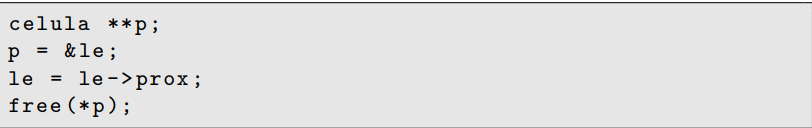 celula **p;
p = &le;
le = le->prox;
free(*p);